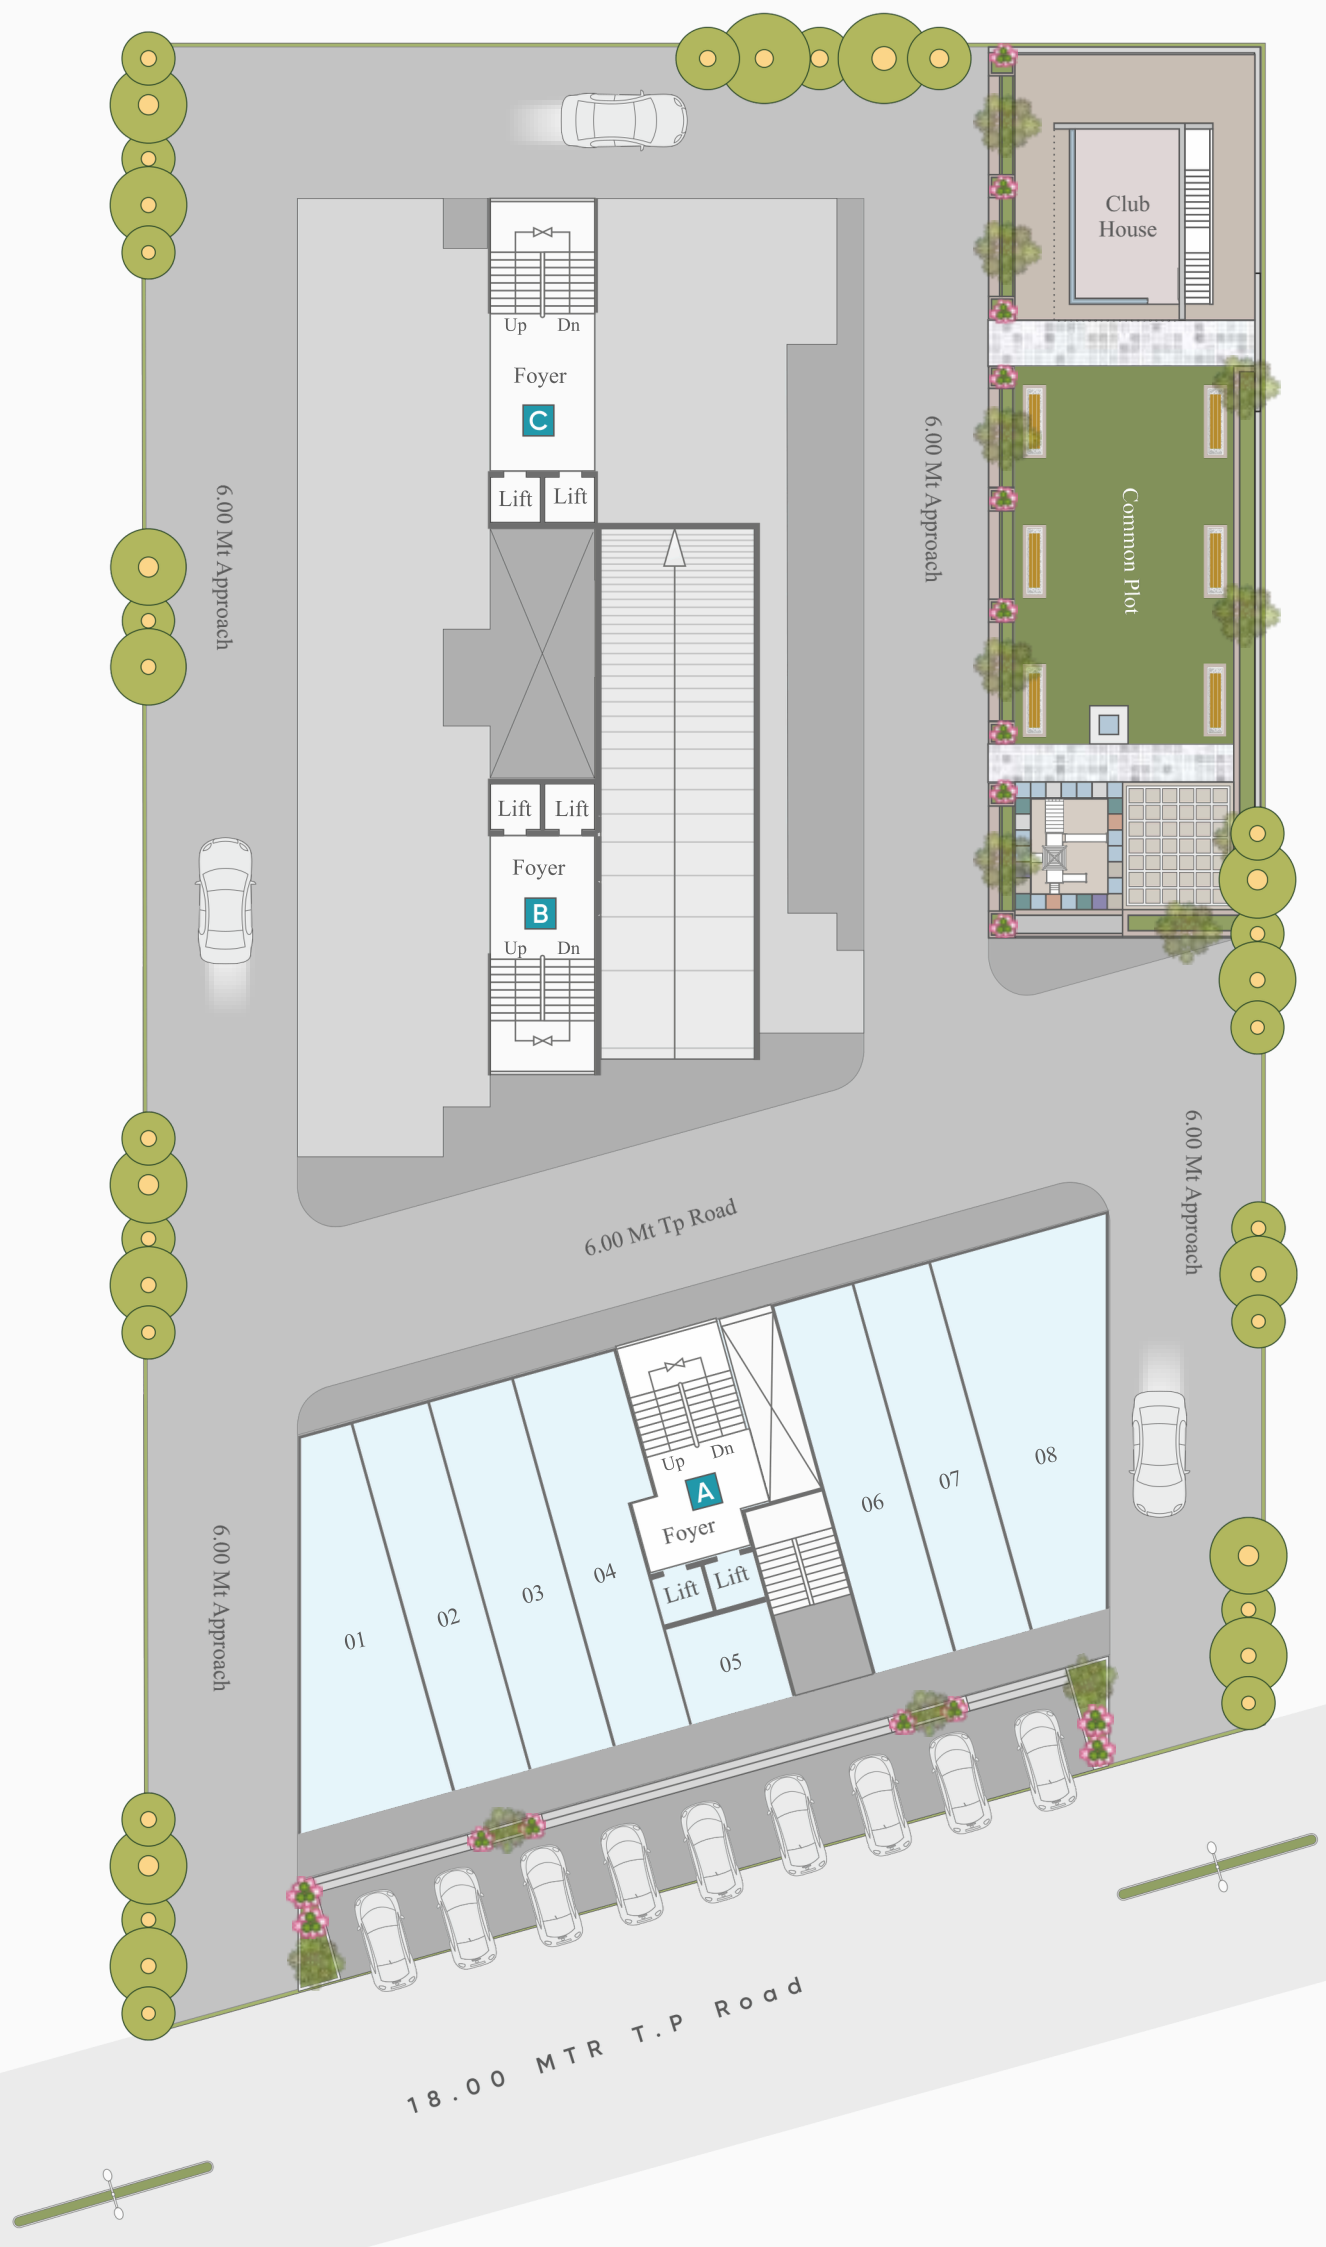 Club
House
Up Dn
Foyer
C
Lift Lift
6.00 Mt Approach
6.00 Mt Approach
Common Plot
Lift Lift
Foyer
B
Up Dn
6.00 Mt Approach
6.00 Mt Tp Road
Up Dn
A
Foyer
Lift Lift
01
02
03
04
05
06
07
08
6.00 Mt Approach
18.00 MTR T.P Road